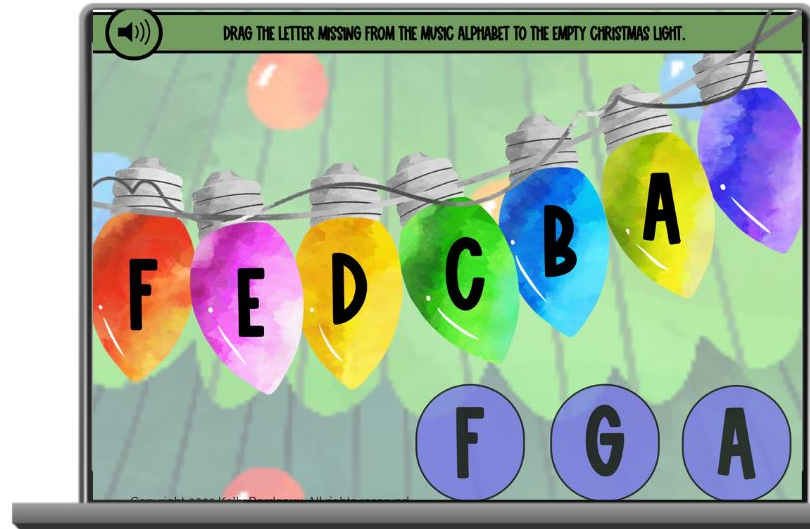 DRAG THE LETTER MISSING FROM THE MUSIC ALPHABET TO THE EMPTY CHRISTMAS LIGHT.
F E D C B A
F G A